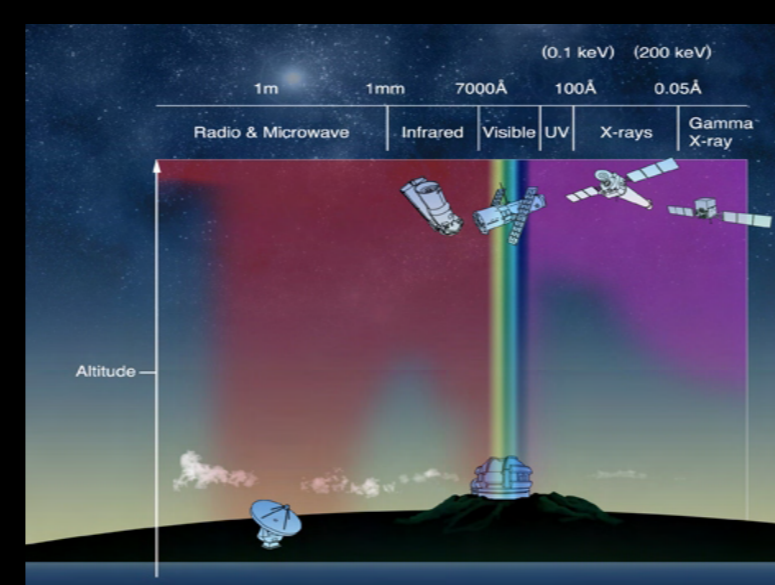 (0.1 keV) (200 keV)
1m 1mm 7000Å 100Å 0.05Å
Radio & Microwave Infrared Visible UV X-rays Gamma
X-ray
Altitude